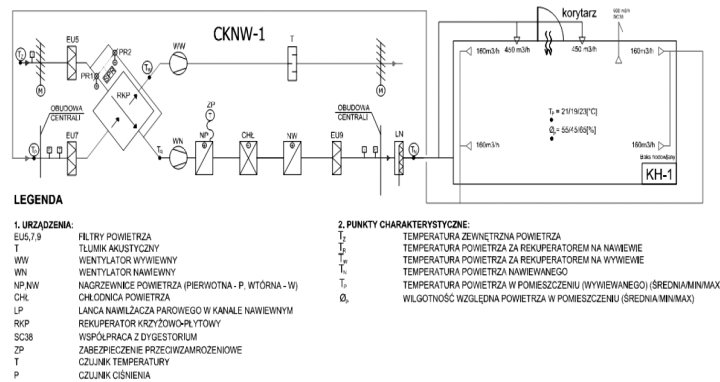 CKNW-1
korytarz
600 m3/h
SC38
EU5
PR2
PR1
RKP
WW
T
M
M
160m3/h
450 m3/h
450 m3/h
160m3/h
OBUDOWA
CENTRALI
EU7
WN
ZP
T
NP
CHŁ
NW
EU9
OBUDOWA
CENTRALI
LN
Tₚ = 21/19/23[°C]
Øₚ= 55/45/65[%]
160m3/h
160m3/h
Boks hodowlany
KH-1
LEGENDA
1. URZĄDZENIA:
EU5,7,9 FILTRY POWIETRZA
T TŁUMIK AKUSTYCZNY
WW WENTYLATOR WYWIEWNY
WN WENTYLATOR NAWIEWNY
NP,NW NAGRZEWNICE POWIETRZA (PIERWOTNA - P, WTÓRNA - W)
CHŁ CHŁODNICA POWIETRZA
LP LANCA NAWILŻACZA PAROWEGO W KANALE NAWIEWNYM
RKP REKUPERATOR KRZYŻOWO-PŁYTOWY
SC38 WSPÓŁPRACA Z DYGESTORIUM
ZP ZABEZPIECZENIE PRZECIWZAMROŻENIOWE
T CZUJNIK TEMPERATURY
P CZUJNIK CIŚNIENIA
2. PUNKTY CHARAKTERYSTYCZNE:
T TEMPERATURA ZEWNĘTRZNA POWIETRZA
T TEMPERATURA POWIETRZA ZA REKUPERATOREM NA NAWIEWIE
T TEMPERATURA POWIETRZA ZA REKUPERATOREM NA WYWIEWIE
T TEMPERATURA POWIETRZA NAWIEWANEGO
Tₚ TEMPERATURA POWIETRZA W POMIESZCZENIU (WYWIEWANEGO) (ŚREDNIA/MIN/MAX
Øₚ WILGOTNOŚĆ WZGLĘDNA POWIETRZA W POMIESZCZENIU (ŚREDNIA/MIN/MAX)